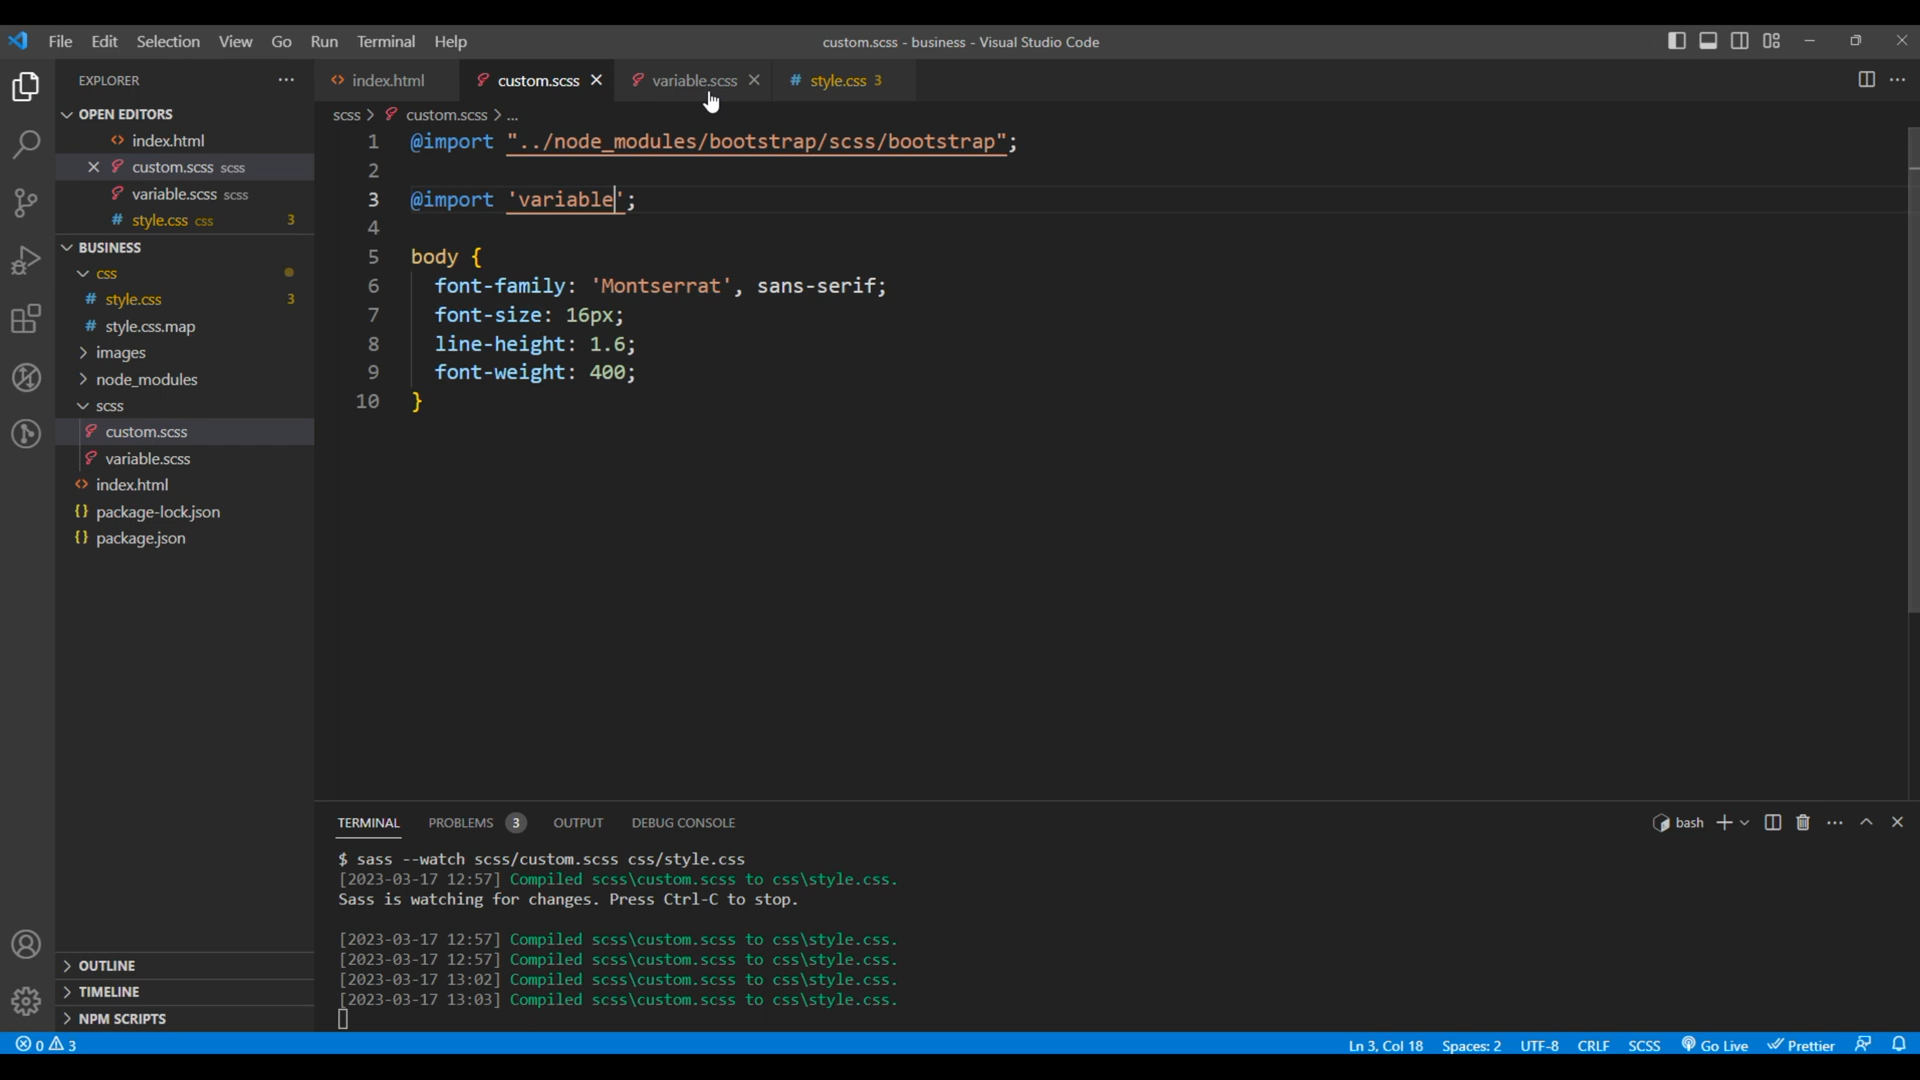 File Edit Selection View Go Run Terminal Help
custom.scss - business - Visual Studio Code
EXPLORER
index.html
custom.scss
variable.scss
style.css 3
OPEN EDITORS
index.html
custom.scss scss
variable.scss scss
style.css css 3
BUSINESS
css
style.css 3
style.css.map
images
node_modules
scss
custom.scss
variable.scss
index.html
package-lock.json
package.json
OUTLINE
TIMELINE
NPM SCRIPTS
scss > custom.scss > ...
1 @import "../node_modules/bootstrap/scss/bootstrap";
2
3 @import 'variable';
4
5 body {
6 font-family: 'Montserrat', sans-serif;
7 font-size: 16px;
8 line-height: 1.6;
9 font-weight: 400;
10 }
TERMINAL PROBLEMS 3 OUTPUT DEBUG CONSOLE
bash
$ sass --watch scss/custom.scss css/style.css
[2023-03-17 12:57] Compiled scss\custom.scss to css\style.css.
Sass is watching for changes. Press Ctrl-C to stop.
[2023-03-17 12:57] Compiled scss\custom.scss to css\style.css.
[2023-03-17 12:57] Compiled scss\custom.scss to css\style.css.
[2023-03-17 13:02] Compiled scss\custom.scss to css\style.css.
[2023-03-17 13:03] Compiled scss\custom.scss to css\style.css.
0 3
Ln 3, Col 18 Spaces: 2 UTF-8 CRLF SCSS Go Live Prettier